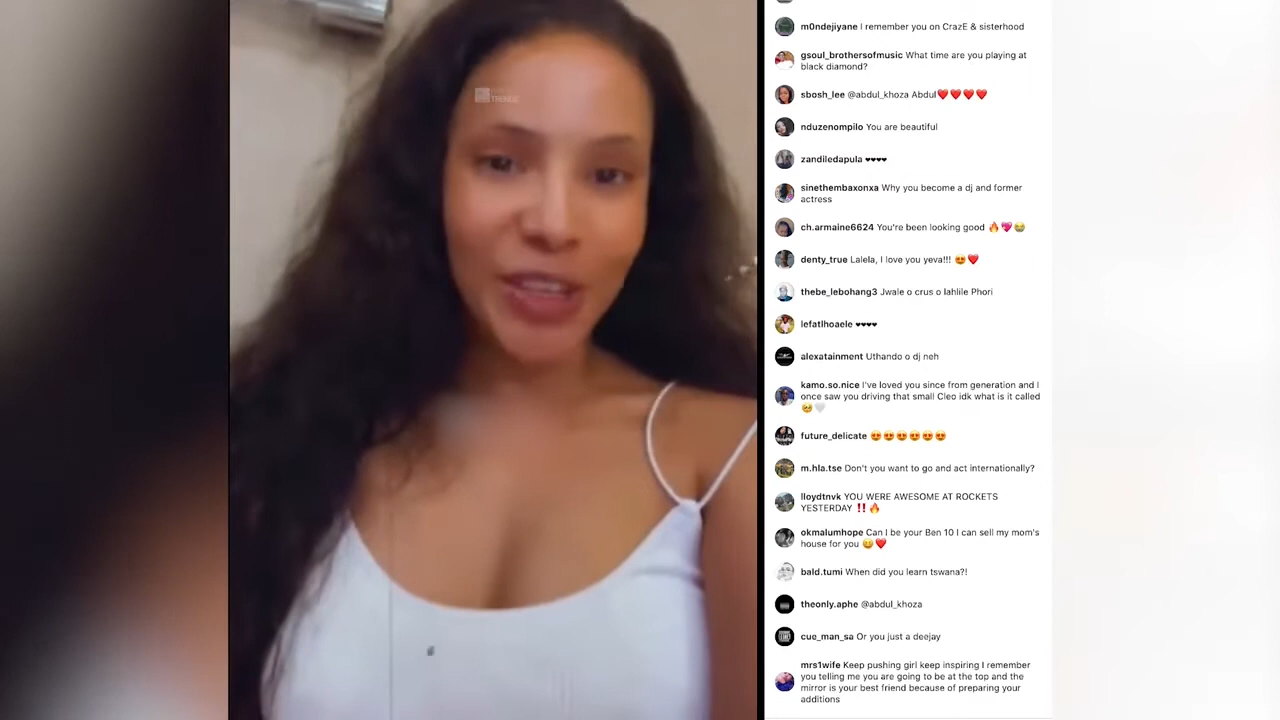 TRENDZ
m0ndejiyane I remember you on CrazE & sisterhood
gsoul_brothersofmusic What time are you playing at
black diamond?
sbosh_lee @abdul_khoza Abdul❤️❤️❤️❤️
nduzenompilo You are beautiful
zandiledapula ♥♥♥♥
sinethembaxonxa Why you become a dj and former
actress
ch.armaine6624 You're been looking good 🔥💖😭
denty_true Lalela, I love you yeva!!! 😍❤️
thebe_lebohang3 Jwale o crus o lahlile Phori
lefatlhoaele ♥♥♥♥
alexatainment Uthando o dj neh
kamo.so.nice I've loved you since from generation and I
once saw you driving that small Cleo idk what is it called
🥹🤍
future_delicate 😍😍😍😍😍😍
m.hla.tse Don't you want to go and act internationally?
lloydtnvk YOU WERE AWESOME AT ROCKETS
YESTERDAY ‼️🔥
okmalumhope Can I be your Ben 10 I can sell my mom's
house for you 😄❤️
bald.tumi When did you learn tswana?!
theonly.aphe @abdul_khoza
cue_man_sa Or you just a deejay
mrs1wife Keep pushing girl keep inspiring I remember
you telling me you are going to be at the top and the
mirror is your best friend because of preparing your
additions